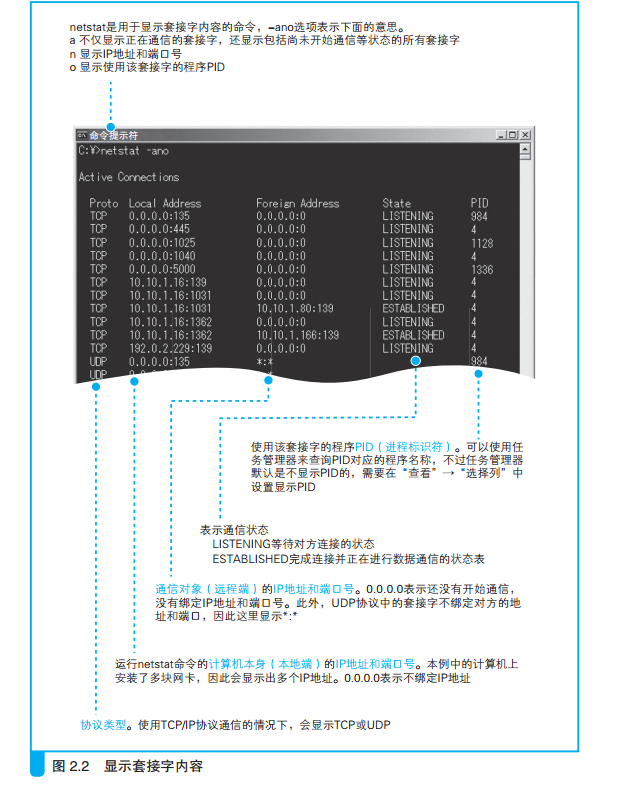 netstat是用于显示套接字内容的命令，–ano选项表示下面的意思。
a 不仅显示正在通信的套接字，还显示包括尚未开始通信等状态的所有套接字
n 显示IP地址和端口号
o 显示使用该套接字的程序PID
命令提示符
C:¥>netstat -ano
Active Connections
Proto Local Address Foreign Address State PID
TCP 0.0.0.0:135 0.0.0.0:0 LISTENING 984
TCP 0.0.0.0:445 0.0.0.0:0 LISTENING 4
TCP 0.0.0.0:1025 0.0.0.0:0 LISTENING 1128
TCP 0.0.0.0:1040 0.0.0.0:0 LISTENING 4
TCP 0.0.0.0:5000 0.0.0.0:0 LISTENING 1336
TCP 10.10.1.16:139 0.0.0.0:0 LISTENING 4
TCP 10.10.1.16:1031 0.0.0.0:0 LISTENING 4
TCP 10.10.1.16:1031 10.10.1.80:139 ESTABLISHED 4
TCP 10.10.1.16:1362 0.0.0.0:0 LISTENING 4
TCP 10.10.1.16:1362 10.10.1.166:139 ESTABLISHED 4
TCP 192.0.2.229:139 0.0.0.0:0 LISTENING 4
UDP 0.0.0.0:135 *:* 984
UDP
使用该套接字的程序PID（进程标识符）。可以使用任
务管理器来查询PID对应的程序名称，不过任务管理器
默认是不显示PID的，需要在“查看”→“选择列”中
设置显示PID
表示通信状态
LISTENING等待对方连接的状态
ESTABLISHED完成连接并正在进行数据通信的状态表
通信对象（远程端）的IP地址和端口号。0.0.0.0表示还没有开始通信，
没有绑定IP地址和端口号。此外，UDP协议中的套接字不绑定对方的地
址和端口，因此这里显示*:*
运行netstat命令的计算机本身（本地端）的IP地址和端口号。本例中的计算机上
安装了多块网卡，因此会显示出多个IP地址。0.0.0.0表示不绑定IP地址
协议类型。使用TCP/IP协议通信的情况下，会显示TCP或UDP
图 2.2 显示套接字内容